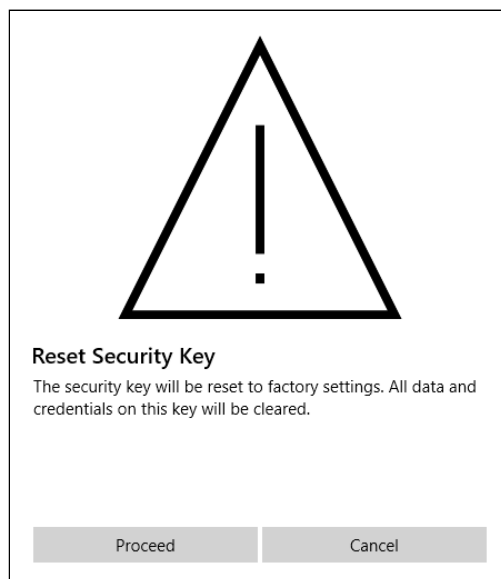 Reset Security Key
The security key will be reset to factory settings. All data and
credentials on this key will be cleared.
Proceed
Cancel